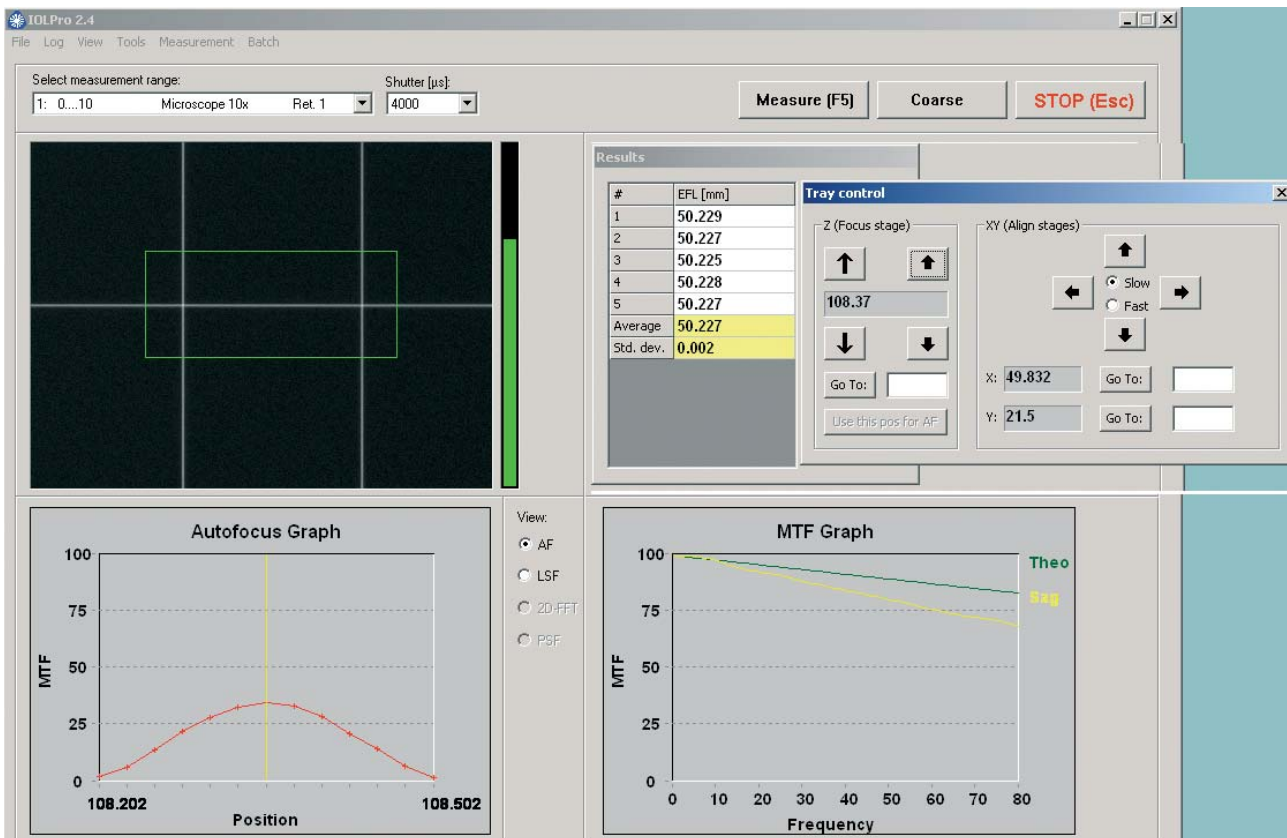 IOLPro 2.4
File Log View Tools Measurement Batch
Select measurement range:
1: 0....10 Microscope 10x Ret. 1
Shutter [µs]:
4000
Measure (F5)
Coarse
STOP (Esc)
Results
# EFL [mm]
1 50.229
2 50.227
3 50.225
4 50.228
5 50.227
Average 50.227
Std. dev. 0.002
Tray control
Z (Focus stage)
108.37
Go To:
Use this pos for AF
XY (Align stages)
Slow
Fast
X: 49.832 Go To:
Y: 21.5 Go To:
Autofocus Graph
MTF
100
75
50
25
0
108.202 108.502
Position
View:
AF
LSF
2D-FFT
PSF
MTF Graph
MTF
100
75
50
25
0
Theo
Sag
0 10 20 30 40 50 60 70 80
Frequency